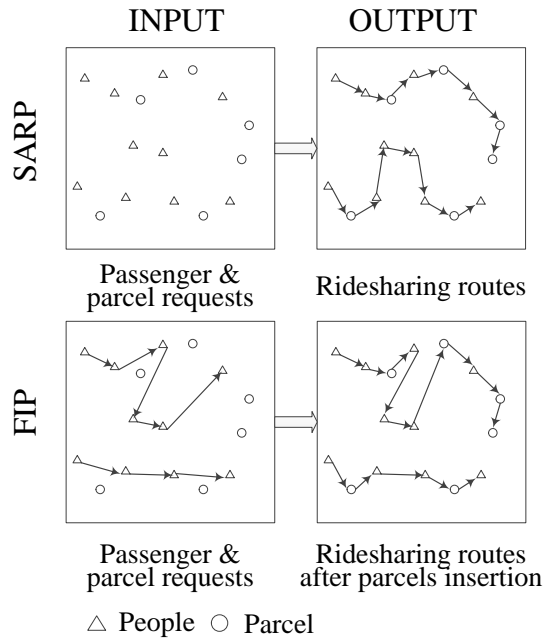 INPUT
OUTPUT
SARP
Passenger &
parcel requests
Ridesharing routes
FIP
Passenger &
parcel requests
Ridesharing routes
after parcels insertion
People
Parcel